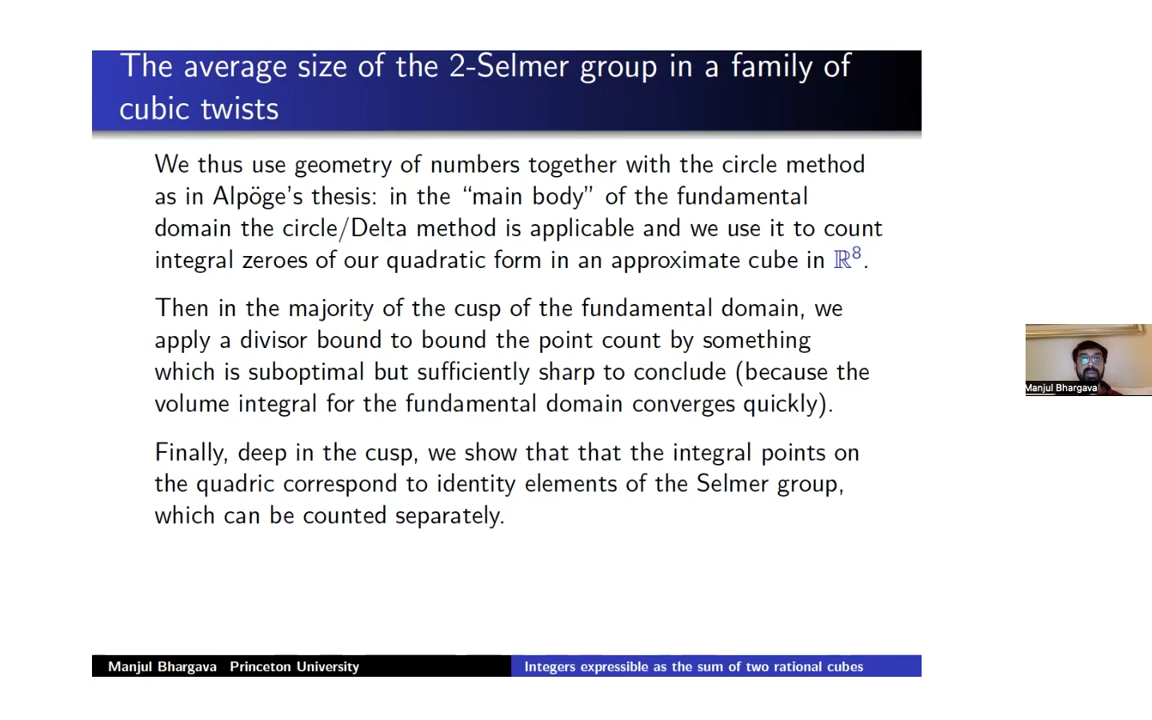 The average size of the 2-Selmer group in a family of
cubic twists
We thus use geometry of numbers together with the circle method
as in Alpöge's thesis: in the “main body” of the fundamental
domain the circle/Delta method is applicable and we use it to count
integral zeroes of our quadratic form in an approximate cube in ℝ⁸.
Then in the majority of the cusp of the fundamental domain, we
apply a divisor bound to bound the point count by something
which is suboptimal but sufficiently sharp to conclude (because the
volume integral for the fundamental domain converges quickly).
Finally, deep in the cusp, we show that that the integral points on
the quadric correspond to identity elements of the Selmer group,
which can be counted separately.
Manjul Bhargava
Manjul Bhargava Princeton University
Integers expressible as the sum of two rational cubes